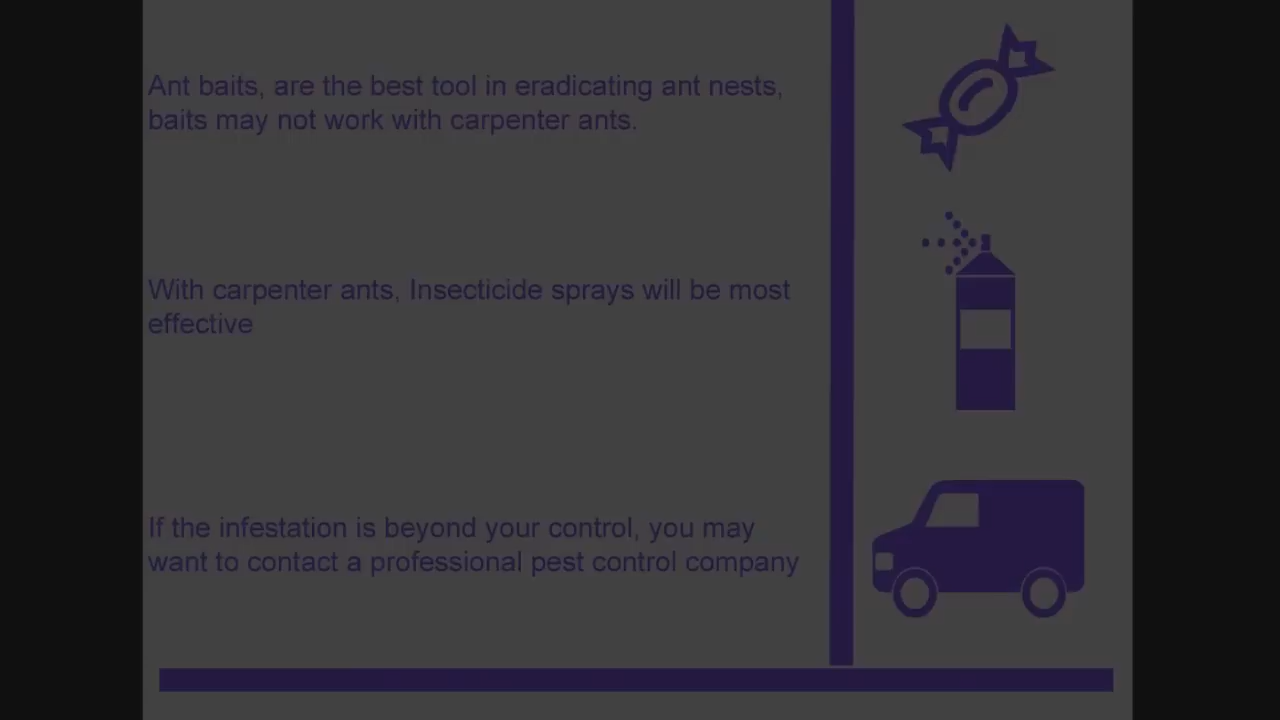 Ant baits, are the best tool in eradicating ant nests,
baits may not work with carpenter ants.
With carpenter ants, Insecticide sprays will be most
effective
If the infestation is beyond your control, you may
want to contact a professional pest control company